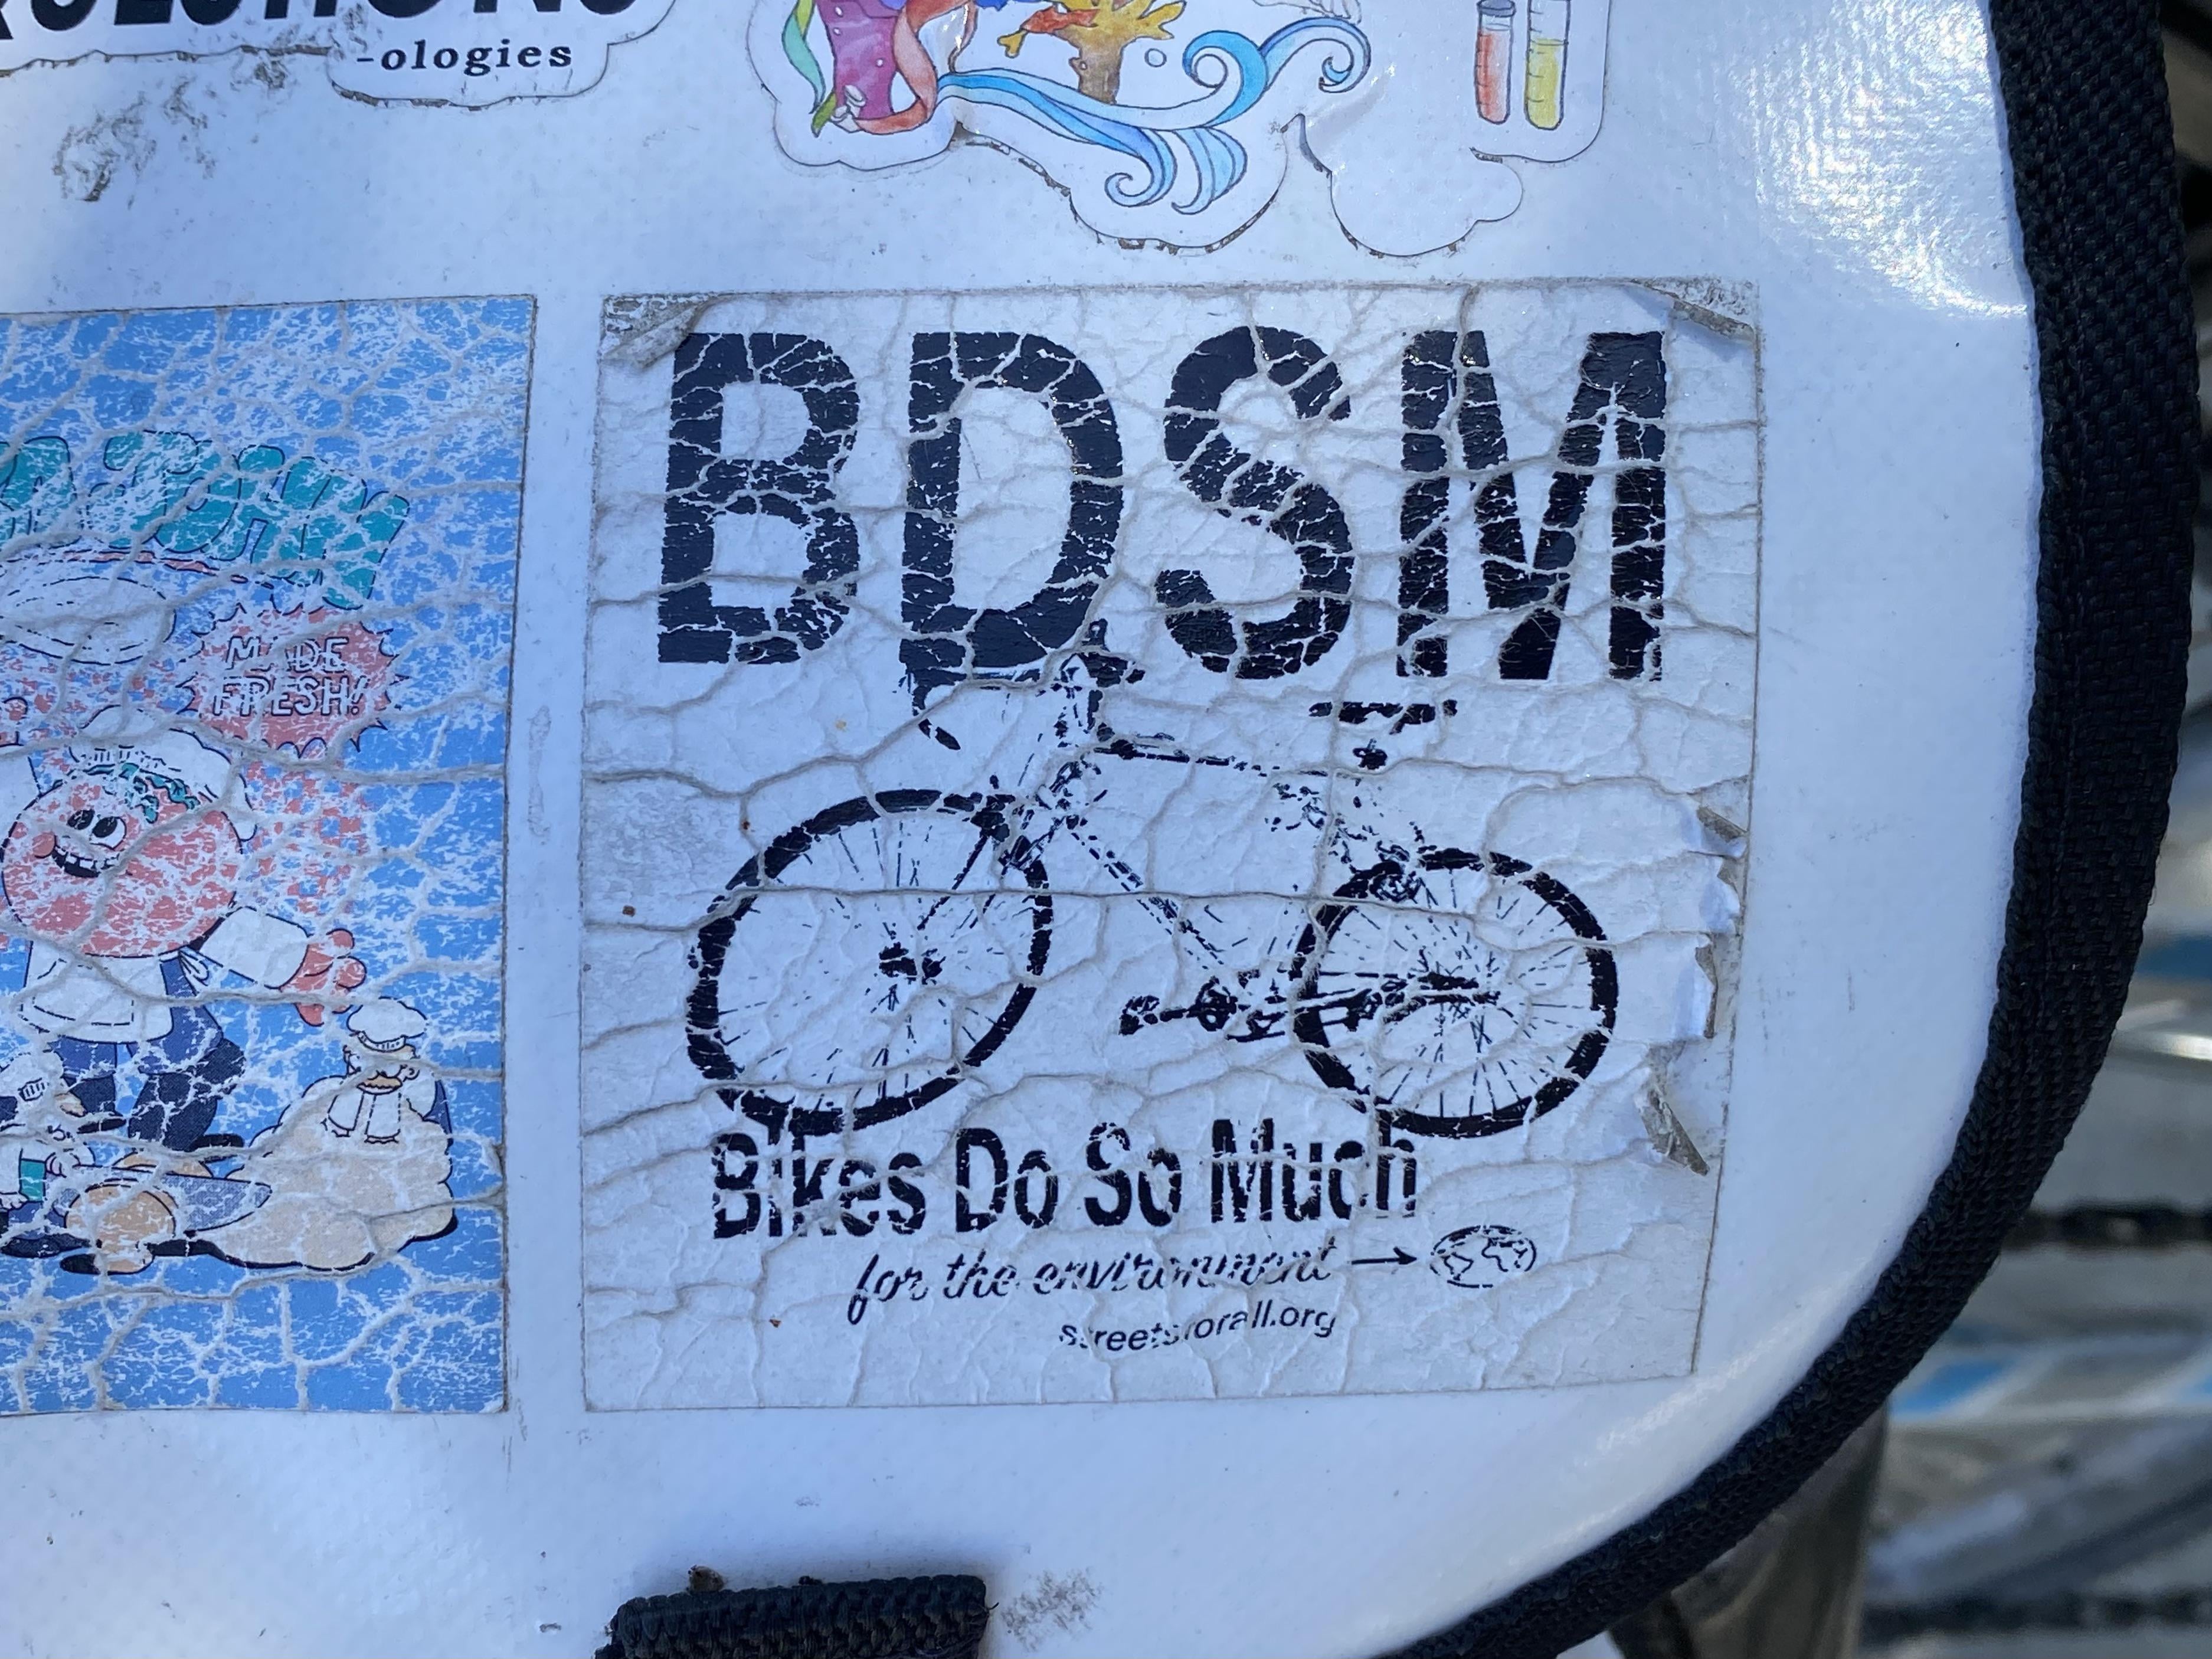 -ologies
MADE
FRESH!
BDSM
Bikes Do So Much
for the environment →
streetsforall.org